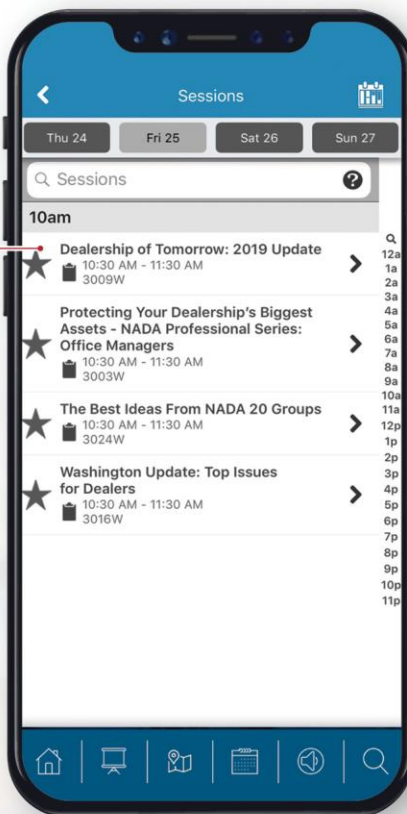 Sessions
Thu 24
Fri 25
Sat 26
Sun 27
Sessions
?
10am
Dealership of Tomorrow: 2019 Update
10:30 AM - 11:30 AM
3009W
Protecting Your Dealership's Biggest
Assets - NADA Professional Series:
Office Managers
10:30 AM - 11:30 AM
3003W
The Best Ideas From NADA 20 Groups
10:30 AM - 11:30 AM
3024W
Washington Update: Top Issues
for Dealers
10:30 AM - 11:30 AM
3016W
12a
1a
2a
3a
4a
5a
6a
7a
8a
9a
10a
11a
12p
1p
2p
3p
4p
5p
6p
7p
8p
9p
10p
11p